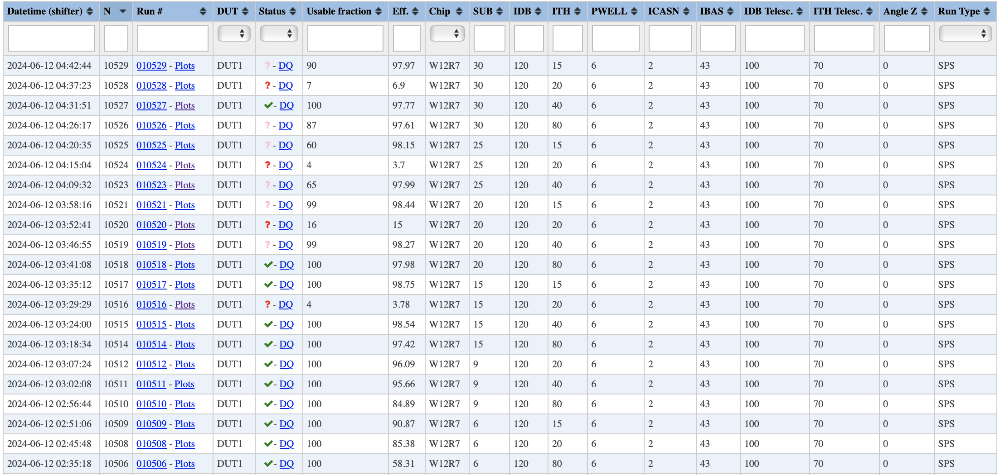 Datetime (shifter) N Run # DUT Status Usable fraction Eff. Chip SUB IDB ITH PWELL ICASN IBAS IDB Telesc. ITH Telesc. Angle Z Run Type
2024-06-12 04:42:44 10529 010529 - Plots DUT1 ? - DQ 90 97.97 W12R7 30 120 15 6 2 43 100 70 0 SPS
2024-06-12 04:37:23 10528 010528 - Plots DUT1 ? - DQ 7 6.9 W12R7 30 120 20 6 2 43 100 70 0 SPS
2024-06-12 04:31:51 10527 010527 - Plots DUT1 ✔- DQ 100 97.77 W12R7 30 120 40 6 2 43 100 70 0 SPS
2024-06-12 04:26:17 10526 010526 - Plots DUT1 ? - DQ 87 97.61 W12R7 30 120 80 6 2 43 100 70 0 SPS
2024-06-12 04:20:35 10525 010525 - Plots DUT1 ? - DQ 60 98.15 W12R7 25 120 15 6 2 43 100 70 0 SPS
2024-06-12 04:15:04 10524 010524 - Plots DUT1 ? - DQ 4 3.7 W12R7 25 120 20 6 2 43 100 70 0 SPS
2024-06-12 04:09:32 10523 010523 - Plots DUT1 ? - DQ 65 97.99 W12R7 25 120 40 6 2 43 100 70 0 SPS
2024-06-12 03:58:16 10521 010521 - Plots DUT1 ? - DQ 99 98.44 W12R7 20 120 15 6 2 43 100 70 0 SPS
2024-06-12 03:52:41 10520 010520 - Plots DUT1 ? - DQ 16 15 W12R7 20 120 20 6 2 43 100 70 0 SPS
2024-06-12 03:46:55 10519 010519 - Plots DUT1 ? - DQ 99 98.27 W12R7 20 120 40 6 2 43 100 70 0 SPS
2024-06-12 03:41:08 10518 010518 - Plots DUT1 ✔- DQ 100 97.98 W12R7 20 120 80 6 2 43 100 70 0 SPS
2024-06-12 03:35:12 10517 010517 - Plots DUT1 ✔- DQ 100 98.75 W12R7 15 120 15 6 2 43 100 70 0 SPS
2024-06-12 03:29:29 10516 010516 - Plots DUT1 ? - DQ 4 3.78 W12R7 15 120 20 6 2 43 100 70 0 SPS
2024-06-12 03:24:00 10515 010515 - Plots DUT1 ✔- DQ 100 98.54 W12R7 15 120 40 6 2 43 100 70 0 SPS
2024-06-12 03:18:34 10514 010514 - Plots DUT1 ✔- DQ 100 97.42 W12R7 15 120 80 6 2 43 100 70 0 SPS
2024-06-12 03:07:24 10512 010512 - Plots DUT1 ✔- DQ 100 96.09 W12R7 9 120 20 6 2 43 100 70 0 SPS
2024-06-12 03:02:08 10511 010511 - Plots DUT1 ✔- DQ 100 95.66 W12R7 9 120 40 6 2 43 100 70 0 SPS
2024-06-12 02:56:44 10510 010510 - Plots DUT1 ✔- DQ 100 84.89 W12R7 9 120 80 6 2 43 100 70 0 SPS
2024-06-12 02:51:06 10509 010509 - Plots DUT1 ✔- DQ 100 90.87 W12R7 6 120 15 6 2 43 100 70 0 SPS
2024-06-12 02:45:48 10508 010508 - Plots DUT1 ✔- DQ 100 85.38 W12R7 6 120 20 6 2 43 100 70 0 SPS
2024-06-12 02:35:18 10506 010506 - Plots DUT1 ✔- DQ 100 58.31 W12R7 6 120 80 6 2 43 100 70 0 SPS